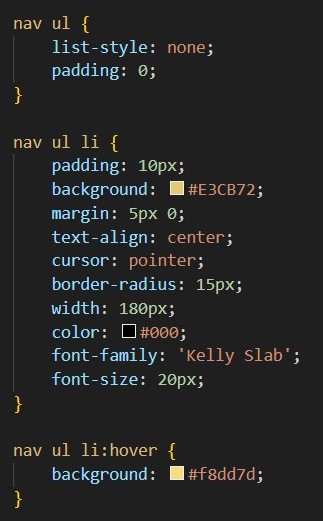 nav ul {
    list-style: none;
    padding: 0;
}
nav ul li {
    padding: 10px;
    background: #E3CB72;
    margin: 5px 0;
    text-align: center;
    cursor: pointer;
    border-radius: 15px;
    width: 180px;
    color: #000;
    font-family: 'Kelly Slab';
    font-size: 20px;
}
nav ul li:hover {
    background: #f8dd7d;
}